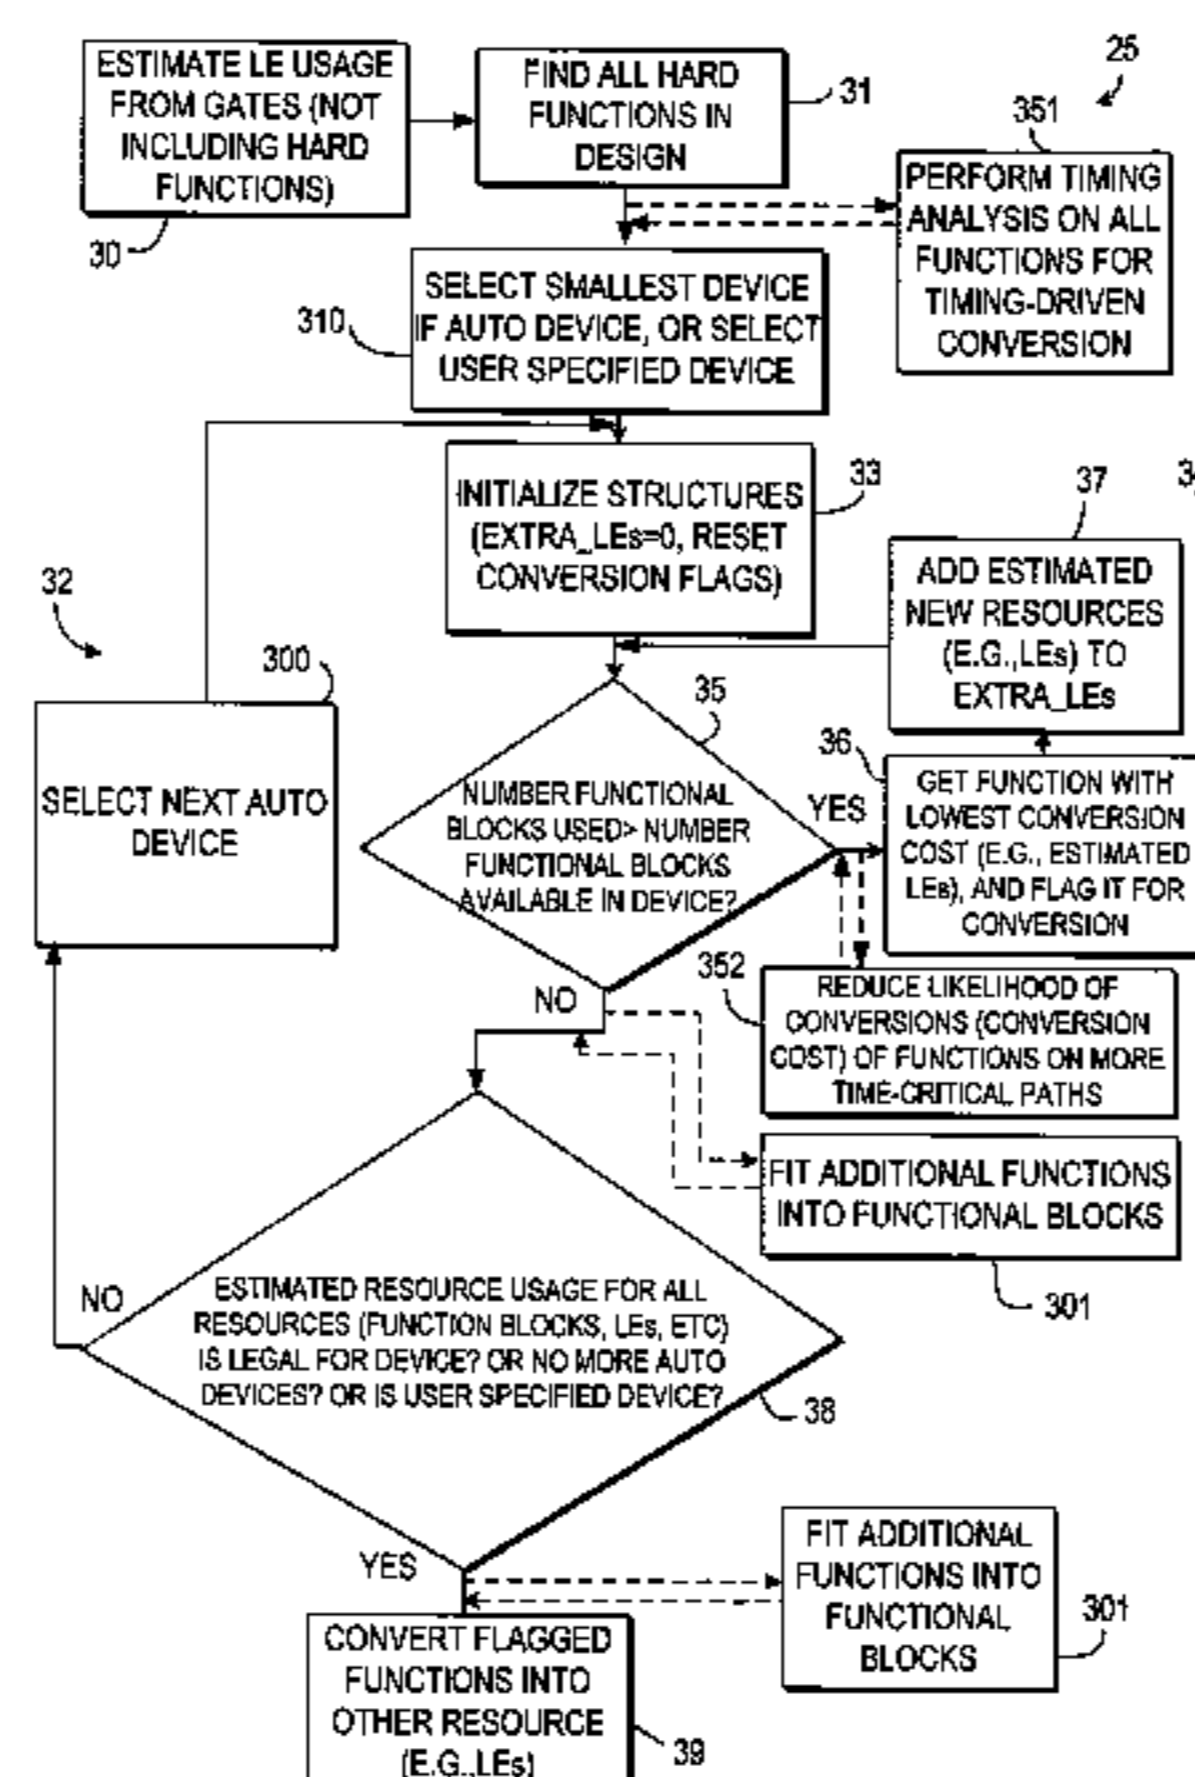 ESTIMATE LE USAGE
FROM GATES (NOT
INCLUDING HARD
FUNCTIONS)
30
FIND ALL HARD
FUNCTIONS IN
DESIGN
31
25
351
PERFORM TIMING
ANALYSIS ON ALL
FUNCTIONS FOR
TIMING-DRIVEN
CONVERSION
310
SELECT SMALLEST DEVICE
IF AUTO DEVICE, OR SELECT
USER SPECIFIED DEVICE
33
INITIALIZE STRUCTURES
(EXTRA_LEs=0, RESET
CONVERSION FLAGS)
37
ADD ESTIMATED
NEW RESOURCES
(E.G.,LEs) TO
EXTRA_LEs
32
300
SELECT NEXT AUTO
DEVICE
35
NUMBER FUNCTIONAL
BLOCKS USED> NUMBER
FUNCTIONAL BLOCKS
AVAILABLE IN DEVICE?
YES
36
GET FUNCTION WITH
LOWEST CONVERSION
COST (E.G., ESTIMATED
LEs), AND FLAG IT FOR
CONVERSION
352
REDUCE LIKELIHOOD OF
CONVERSIONS (CONVERSION
COST) OF FUNCTIONS ON MORE
TIME-CRITICAL PATHS
NO
FIT ADDITIONAL FUNCTIONS
INTO FUNCTIONAL BLOCKS
301
NO
ESTIMATED RESOURCE USAGE FOR ALL
RESOURCES (FUNCTION BLOCKS, LEs, ETC)
IS LEGAL FOR DEVICE? OR NO MORE AUTO
DEVICES? OR IS USER SPECIFIED DEVICE?
38
YES
FIT ADDITIONAL
FUNCTIONS INTO
FUNCTIONAL
BLOCKS
301
CONVERT FLAGGED
FUNCTIONS INTO
OTHER RESOURCE
(E.G.,LEs)
39